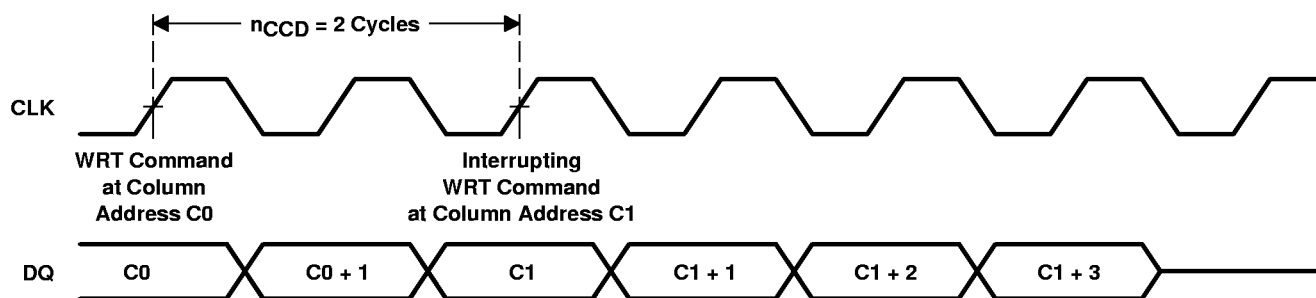 nCCD = 2 Cycles
CLK
WRT Command
at Column
Address C0
Interrupting
WRT Command
at Column Address C1
DQ
C0
C0 + 1
C1
C1 + 1
C1 + 2
C1 + 3